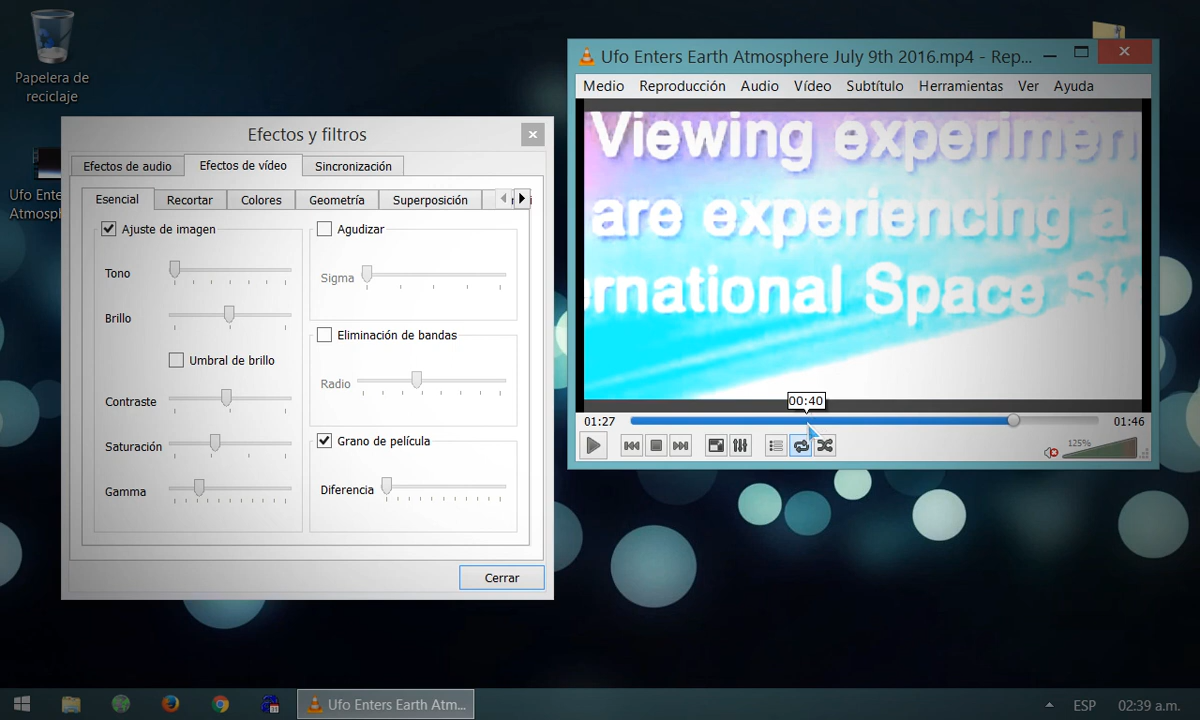 Papelera de
reciclaje
Ufo Ente
Atmosph
Efectos y filtros
Efectos de audio
Efectos de vídeo
Sincronización
Esencial
Recortar
Colores
Geometría
Superposición
Ajuste de imagen
Tono
Brillo
Umbral de brillo
Contraste
Saturación
Gamma
Agudizar
Sigma
Eliminación de bandas
Radio
Grano de película
Diferencia
Cerrar
Ufo Enters Earth Atmosphere July 9th 2016.mp4 - Rep...
Medio Reproducción Audio Vídeo Subtítulo Herramientas Ver Ayuda
Viewing experimen
are experiencing a
ernational Space Sta
00:40
01:27
01:46
125%
Ufo Enters Earth Atm...
ESP
02:39 a.m.